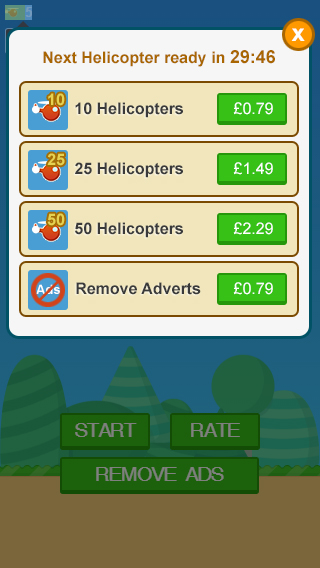 X
Next Helicopter ready in 29:46
10 10 Helicopters £0.79
25 25 Helicopters £1.49
50 50 Helicopters £2.29
Ads Remove Adverts £0.79
START RATE
REMOVE ADS